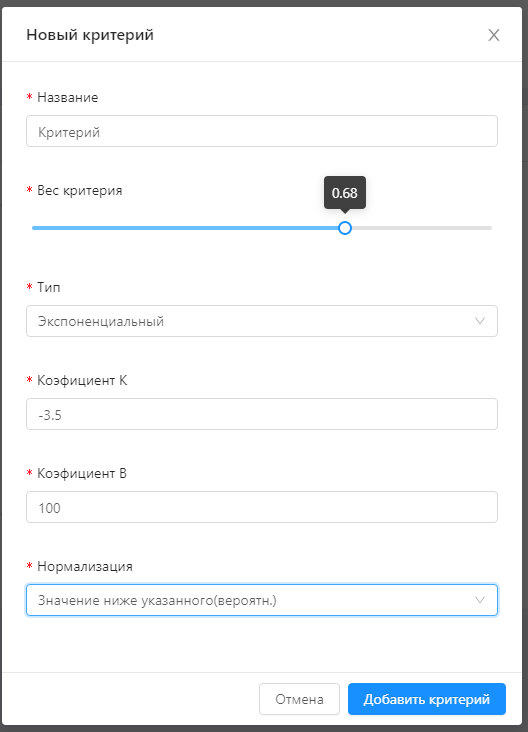 Новый критерий
* Название
Критерий
* Вес критерия
0.68
* Тип
Экспоненциальный
* Коэфициент К
-3.5
* Коэфициент В
100
* Нормализация
Значение ниже указанного(вероятн.)
Отмена
Добавить критерий